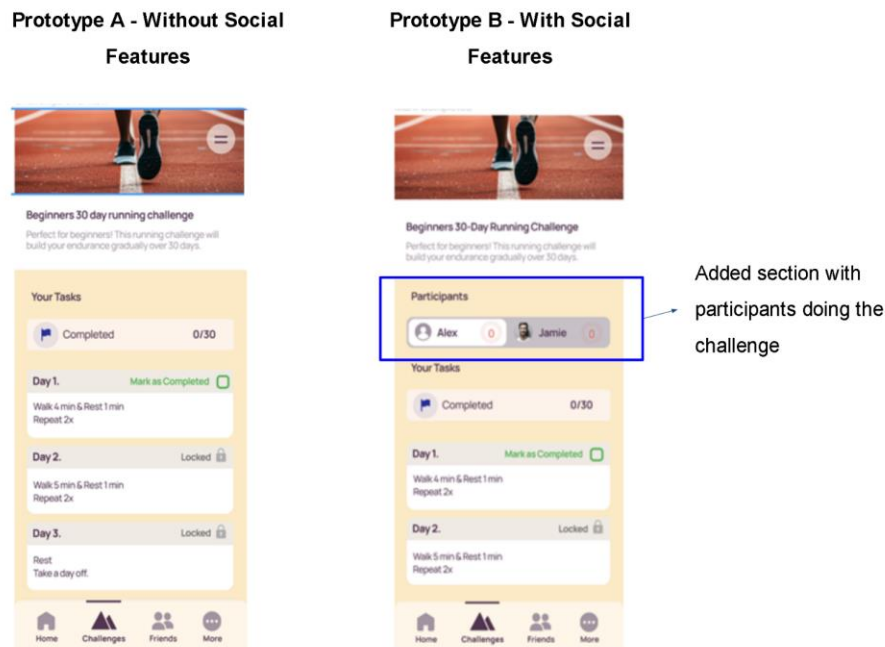 Prototype A - Without Social
Features
Beginners 30 day running challenge
Perfect for beginners! This running challenge will
build your endurance gradually over 30 days.
Your Tasks
Completed 0/30
Day 1. Mark as Completed
Walk 4 min & Rest 1 min
Repeat 2x
Day 2. Locked
Walk 5 min & Rest 1 min
Repeat 2x
Day 3. Locked
Rest
Take a day off.
Home Challenges Friends More
Prototype B - With Social
Features
Beginners 30-Day Running Challenge
Perfect for beginners! This running challenge will
build your endurance gradually over 30 days.
Participants
Alex 0 Jamie 0
Your Tasks
Completed 0/30
Day 1. Mark as Completed
Walk 4 min & Rest 1 min
Repeat 2x
Day 2. Locked
Walk 5 min & Rest 1 min
Repeat 2x
Home Challenges Friends More
Added section with
participants doing the
challenge